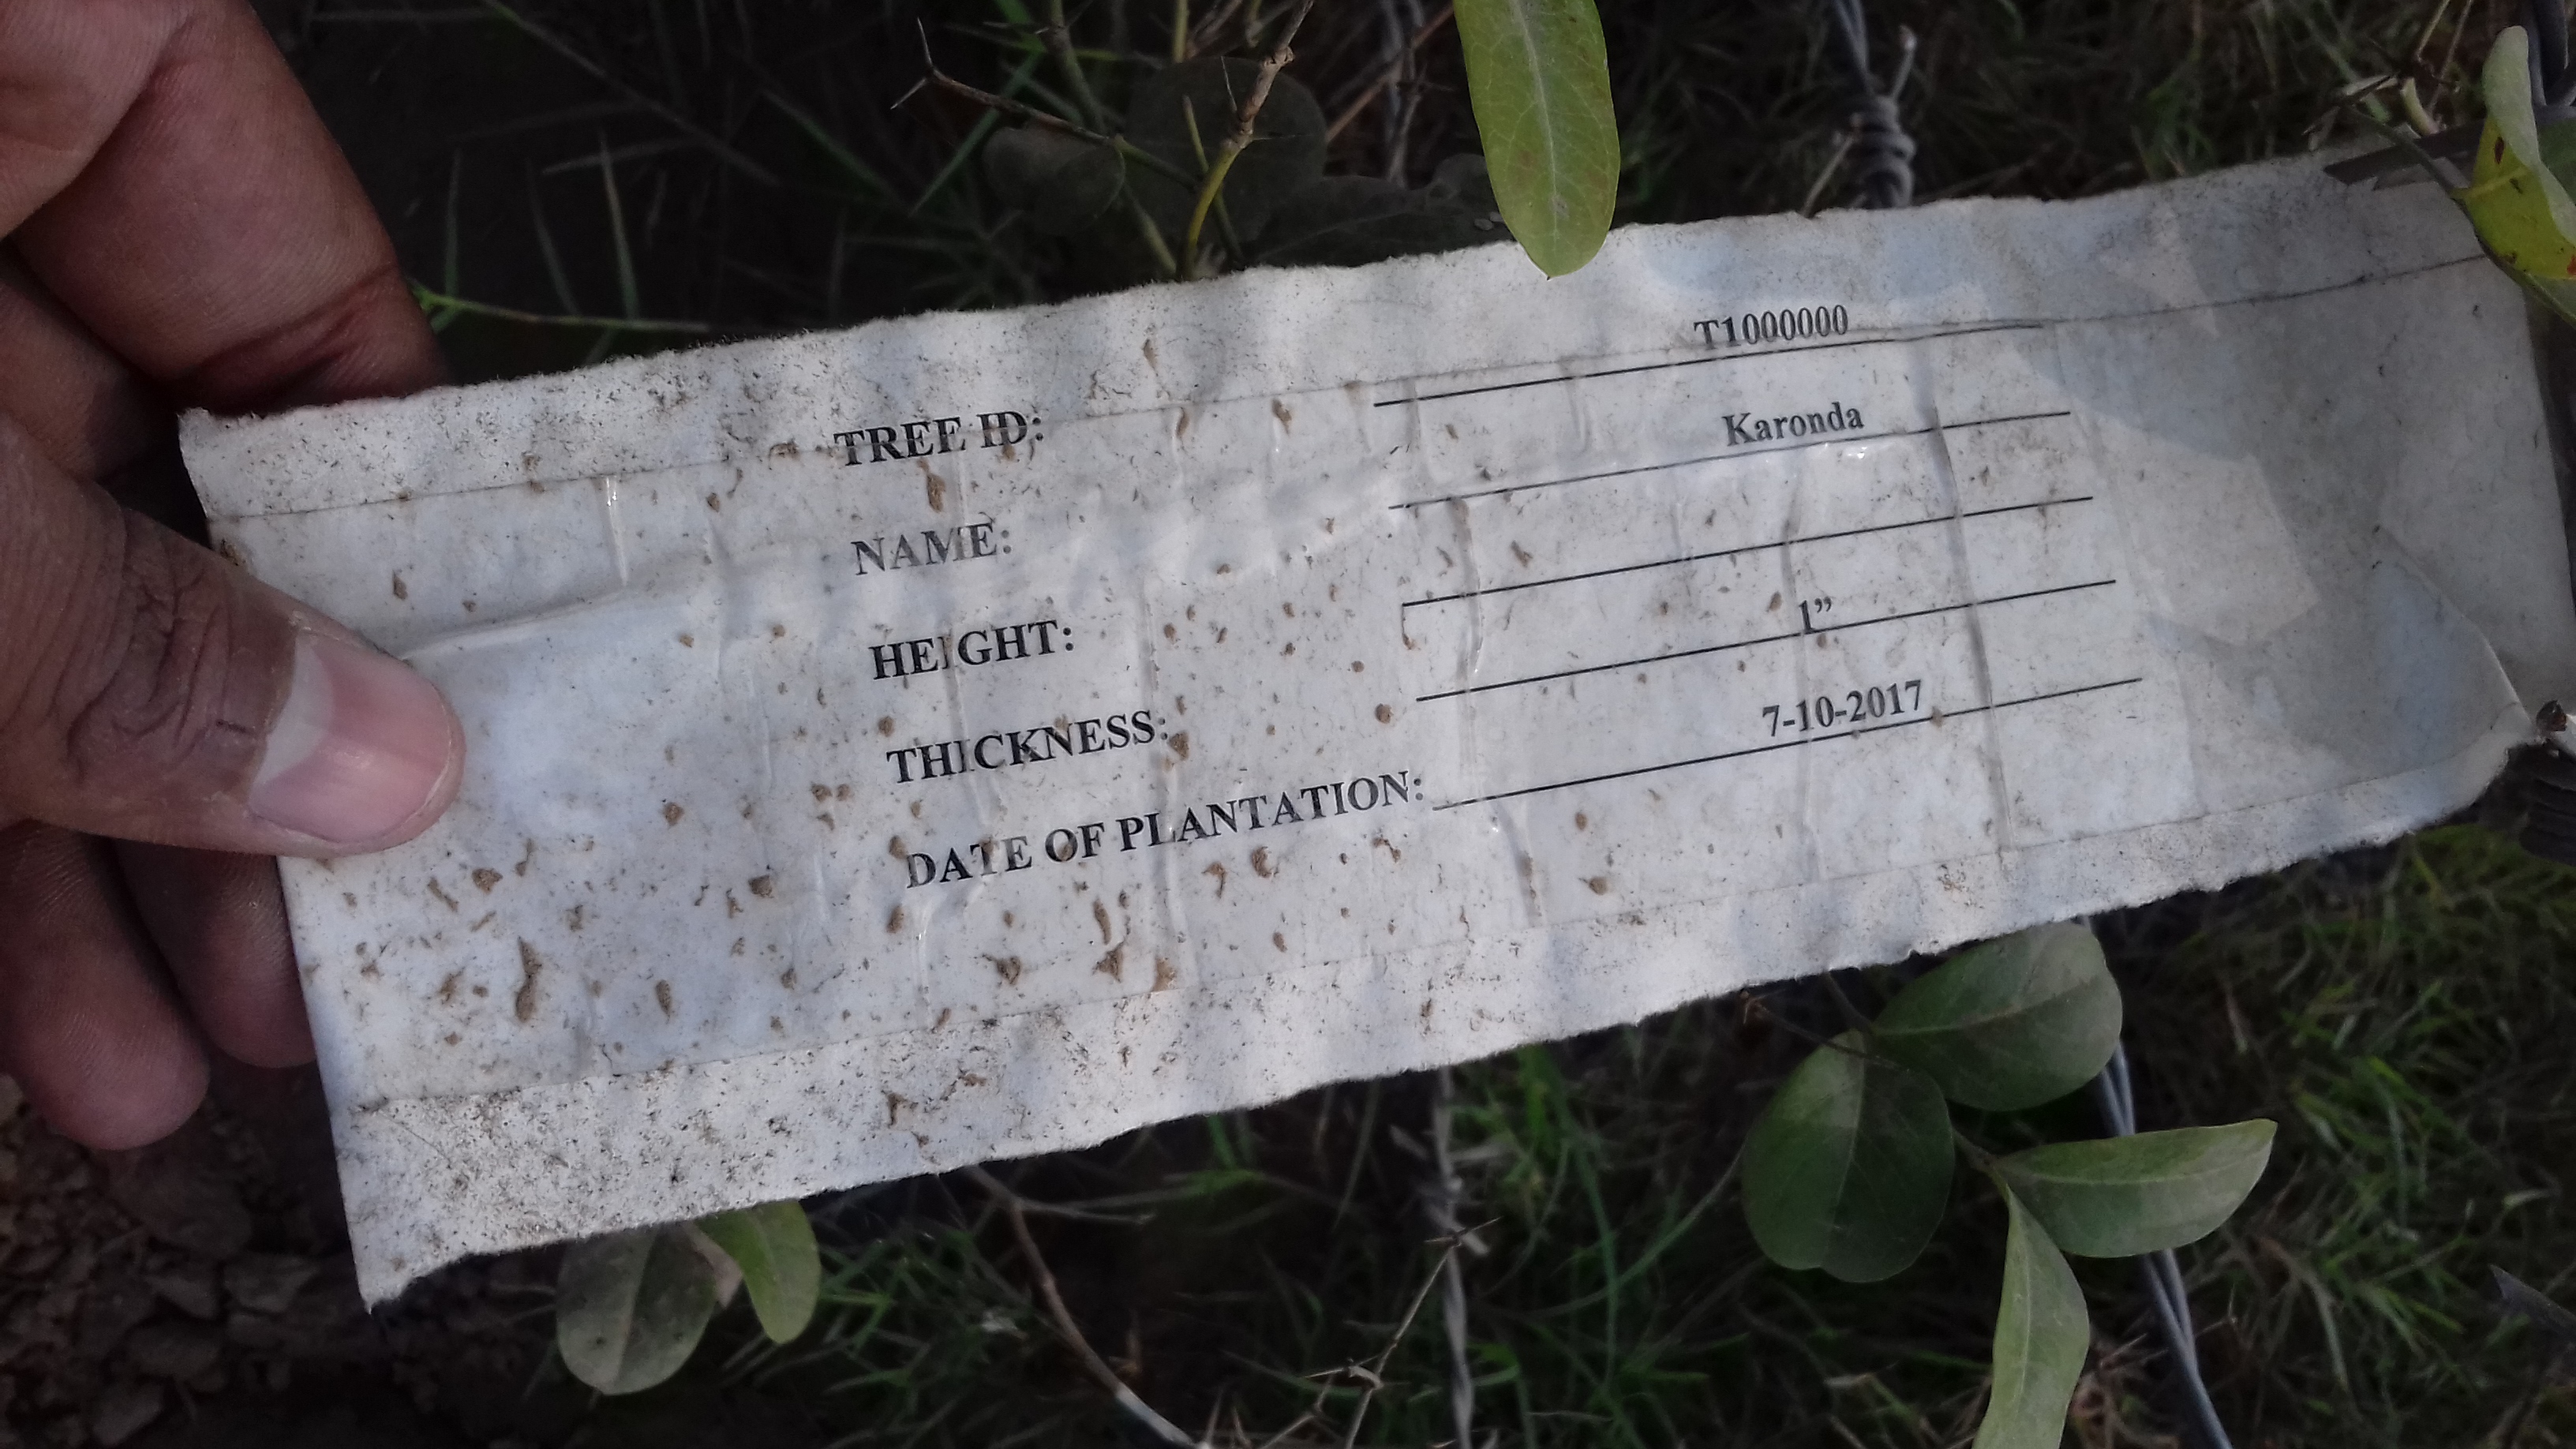 TREE ID: T1000000
NAME: Karonda
HEIGHT:
THICKNESS: 1”
DATE OF PLANTATION: 7-10-2017